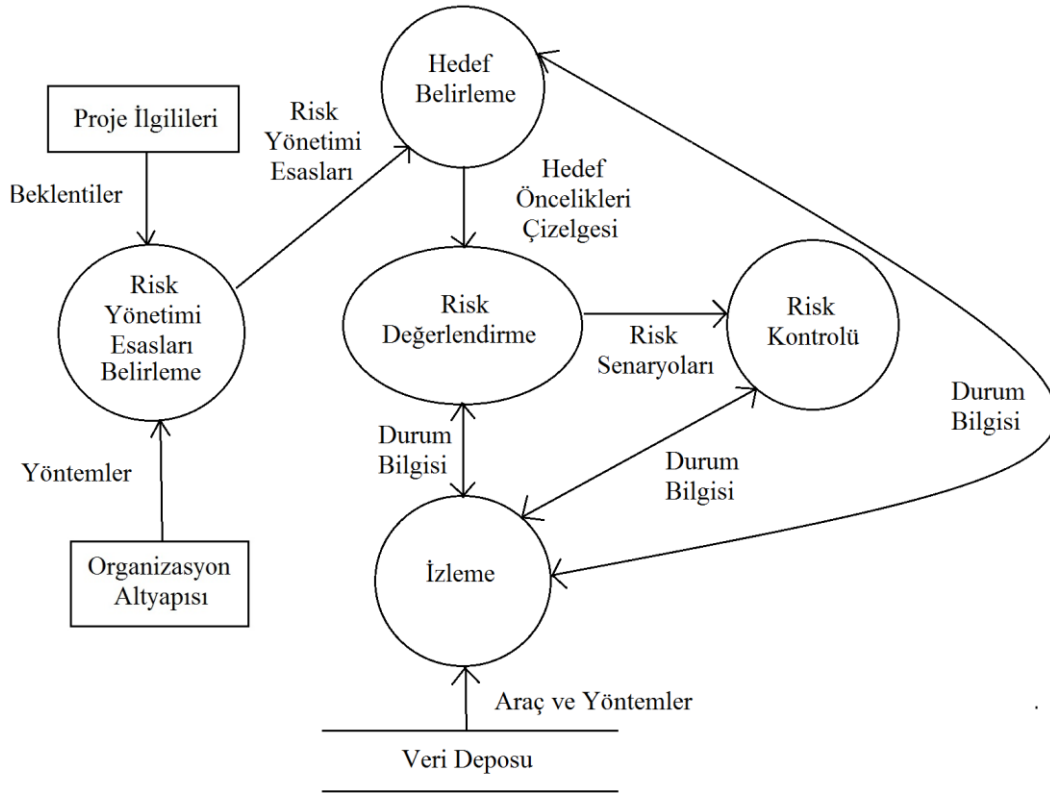 Hedef
Belirleme
Proje İlgilileri
Risk
Yönetimi
Esasları
Beklentiler
Hedef
Öncelikleri
Çizelgesi
Risk
Yönetimi
Esasları
Belirleme
Risk
Değerlendirme
Risk
Senaryoları
Risk
Kontrolü
Durum
Bilgisi
Durum
Bilgisi
Durum
Bilgisi
Yöntemler
Organizasyon
Altyapısı
İzleme
Araç ve Yöntemler
Veri Deposu